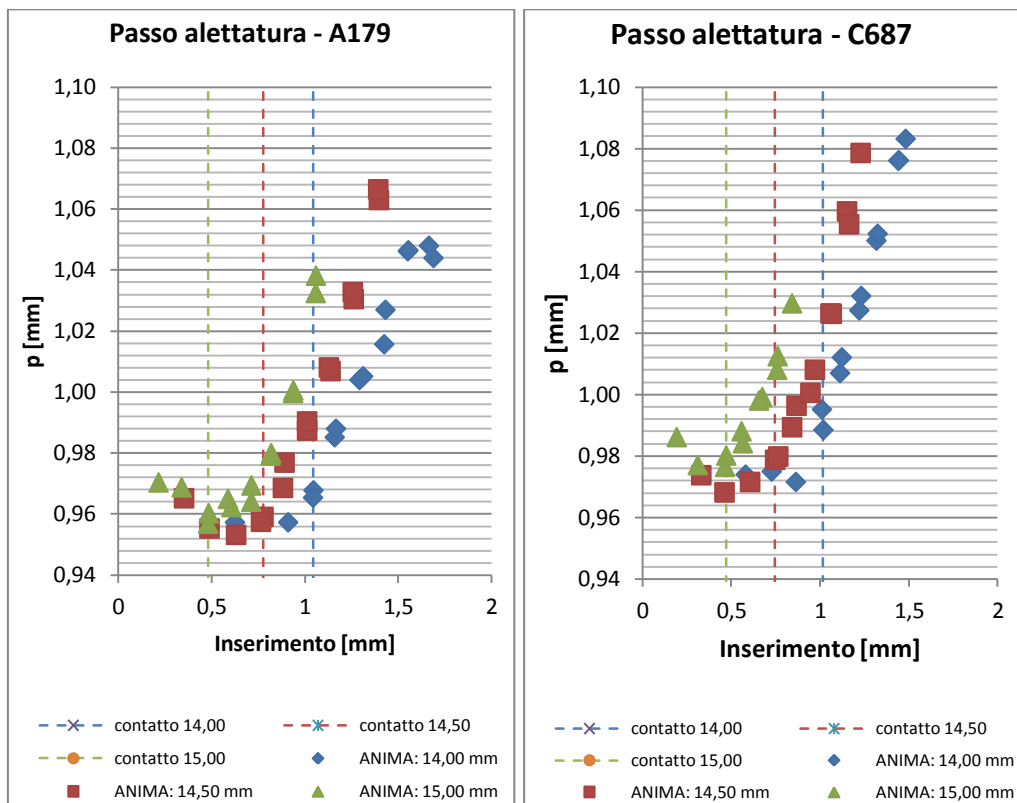 Passo alettatura - A179
1,10
1,08
1,06
1,04
1,02
1,00
0,98
0,96
0,94
p [mm]
0
0,5
1
1,5
2
Inserimento [mm]
contatto 14,00
contatto 14,50
contatto 15,00
ANIMA: 14,00 mm
ANIMA: 14,50 mm
ANIMA: 15,00 mm
Passo alettatura - C687
1,10
1,08
1,06
1,04
1,02
1,00
0,98
0,96
0,94
p [mm]
0
0,5
1
1,5
2
Inserimento [mm]
contatto 14,00
contatto 14,50
contatto 15,00
ANIMA: 14,00 mm
ANIMA: 14,50 mm
ANIMA: 15,00 mm